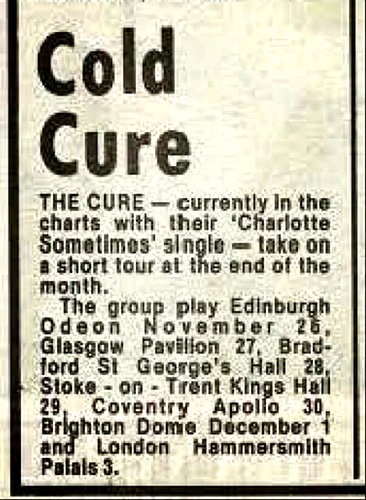 Cold
Cure
THE CURE — currently in the
charts with their 'Charlotte
Sometimes' single — take on
a short tour at the end of the
month.
The group play Edinburgh
Odeon November 26,
Glasgow Pavilion 27, Brad-
ford St George's Hall 28,
Stoke - on - Trent Kings Hall
29, Coventry Apollo 30,
Brighton Dome December 1
and London Hammersmith
Palais 3.